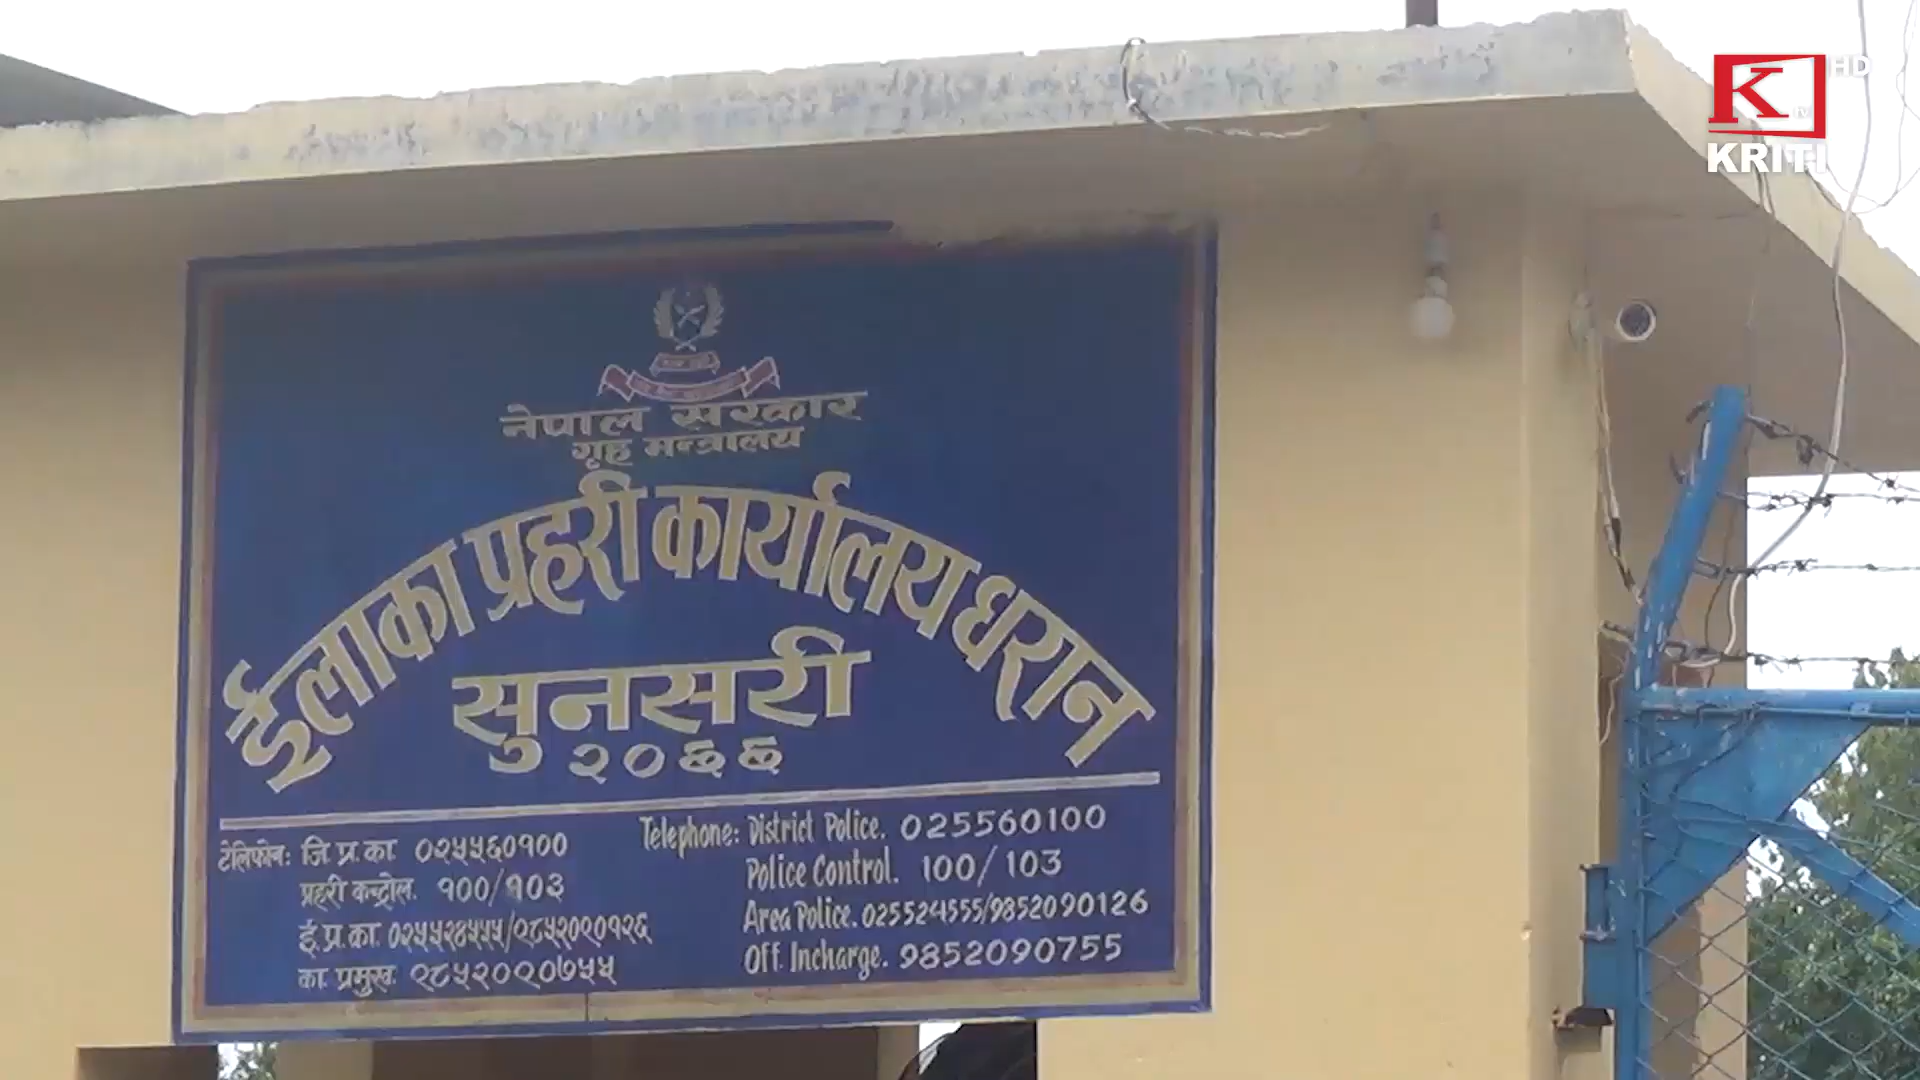 K
HD
KRITI
नेपाल सरकार
गृह मन्त्रालय
ईलाका प्रहरी कार्यालय धरान
सुनसरी
२०६६
टेलिफोन: जि.प्र.का. ०२५५६०१००
प्रहरी कन्ट्रोल. १००/१०३
ई.प्र.का. ०२५५२४५५५/९८५२०९०१२६
का. प्रमुख. ९८५२०९०७५५
Telephone: District Police. 025560100
Police Control. 100/ 103
Area Police. 025524555/9852090126
Off. Incharge. 9852090755